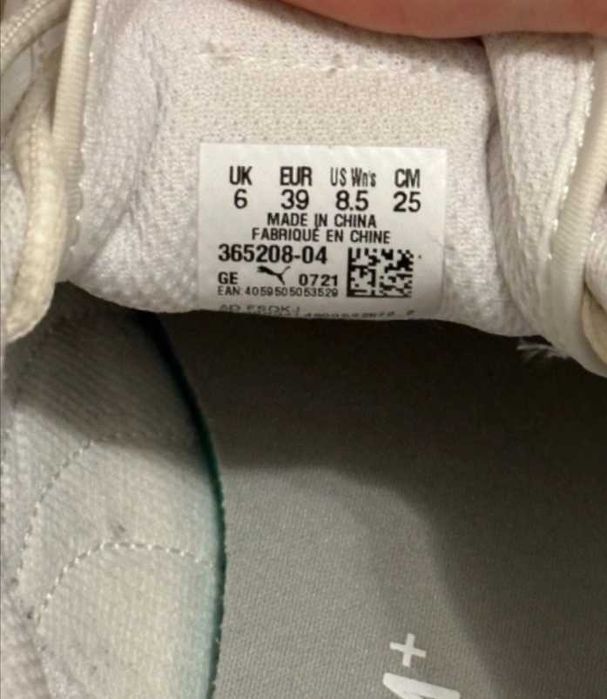 UK EUR US Wn's CM
6 39 8.5 25
MADE IN CHINA
FABRIQUÉ EN CHINE
365208-04
GE 0721
EAN:4059505053529